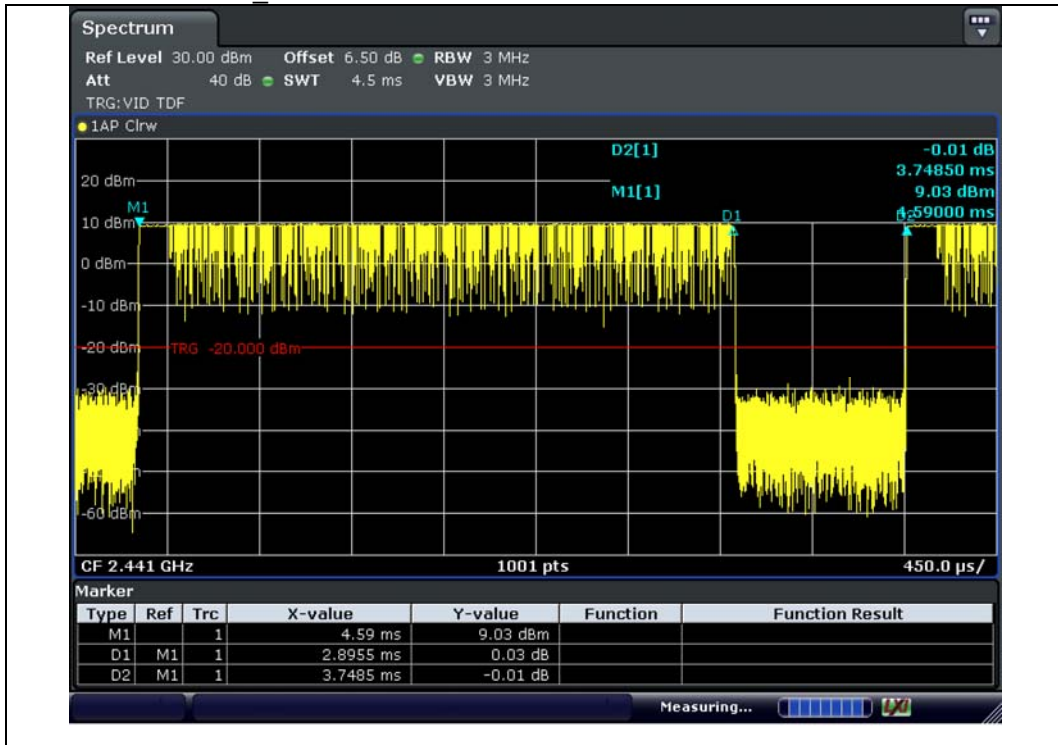 Spectrum
Ref Level 30.00 dBm Offset 6.50 dB RBW 3 MHz
Att 40 dB SWT 4.5 ms VBW 3 MHz
TRG:VID TDF
1AP Clrw
D2[1] -0.01 dB
3.74850 ms
M1[1] 9.03 dBm
4.59000 ms
20 dBm
M1
D1
D2
10 dBm
0 dBm
-10 dBm
-20 dBm
TRG -20.000 dBm
-30 dBm
-60 dBm
CF 2.441 GHz 1001 pts 450.0 µs/
Marker
Type Ref Trc X-value Y-value Function Function Result
M1 1 4.59 ms 9.03 dBm
D1 M1 1 2.8955 ms 0.03 dB
D2 M1 1 3.7485 ms -0.01 dB
Measuring...
LXI